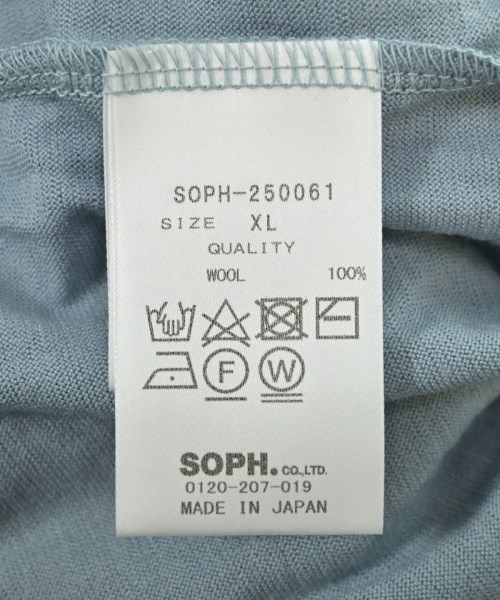 SOPH-250061
SIZE XL
QUALITY
WOOL 100%
F W
SOPH. CO.,LTD.
0120-207-019
MADE IN JAPAN